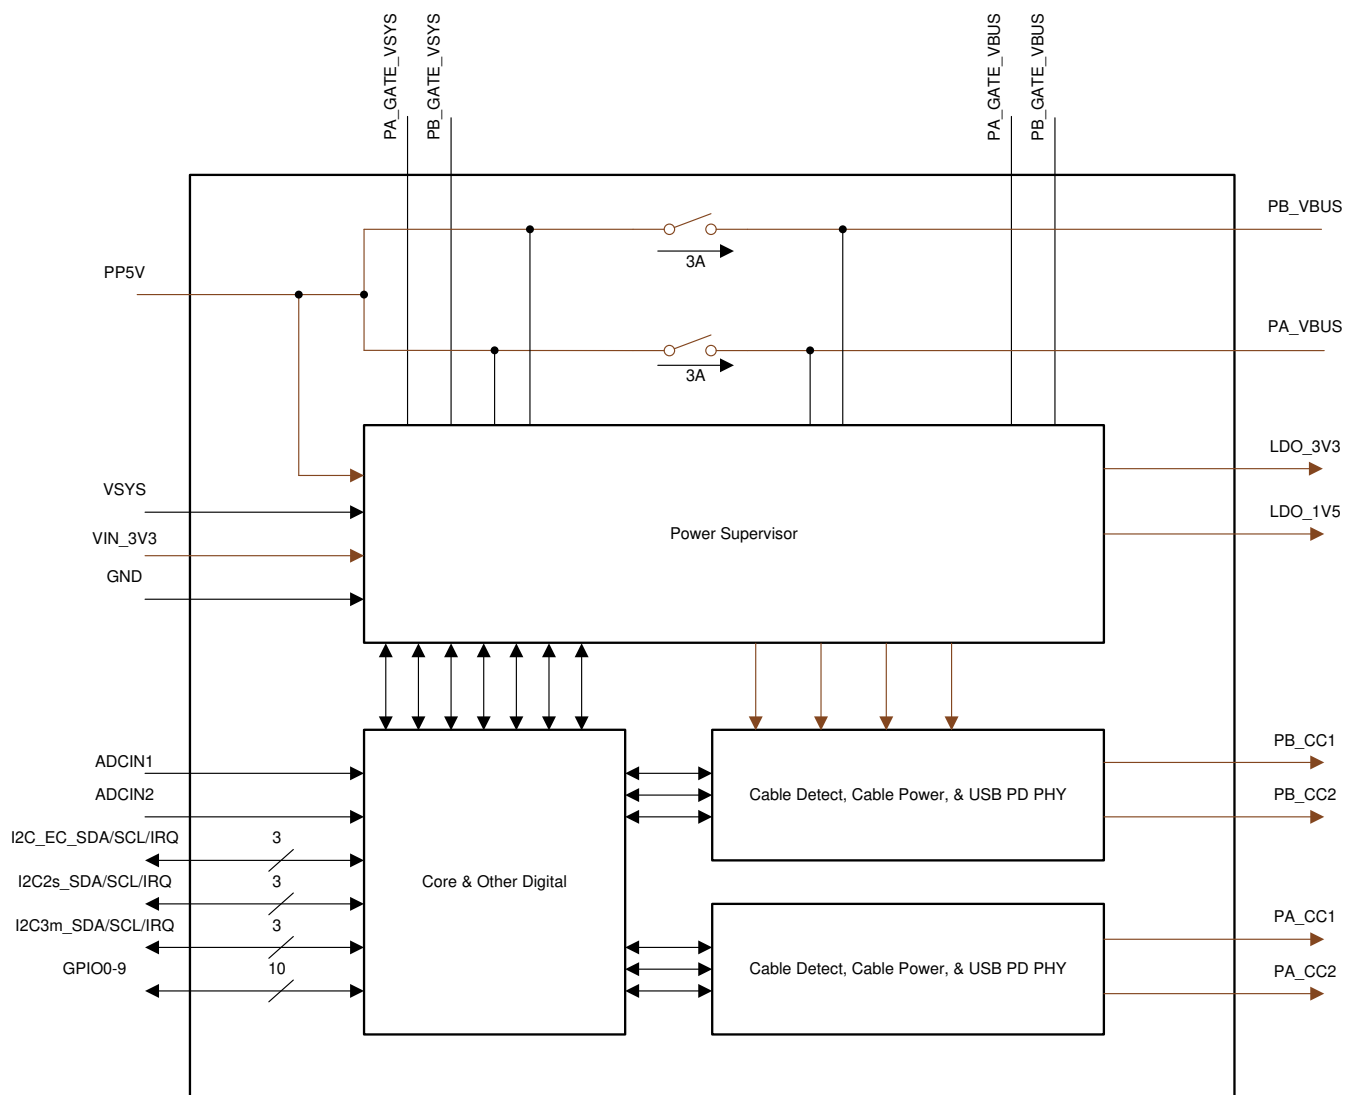 PA_GATE_VSYS
PB_GATE_VSYS
PA_GATE_VBUS
PB_GATE_VBUS
PB_VBUS
3A
PP5V
PA_VBUS
3A
LDO_3V3
VSYS
LDO_1V5
Power Supervisor
VIN_3V3
GND
PB_CC1
ADCIN1
ADCIN2
Cable Detect, Cable Power, & USB PD PHY
PB_CC2
I2C_EC_SDA/SCL/IRQ
3
I2C2s_SDA/SCL/IRQ
3
Core & Other Digital
I2C3m_SDA/SCL/IRQ
3
PA_CC1
GPIO0-9
10
Cable Detect, Cable Power, & USB PD PHY
PA_CC2